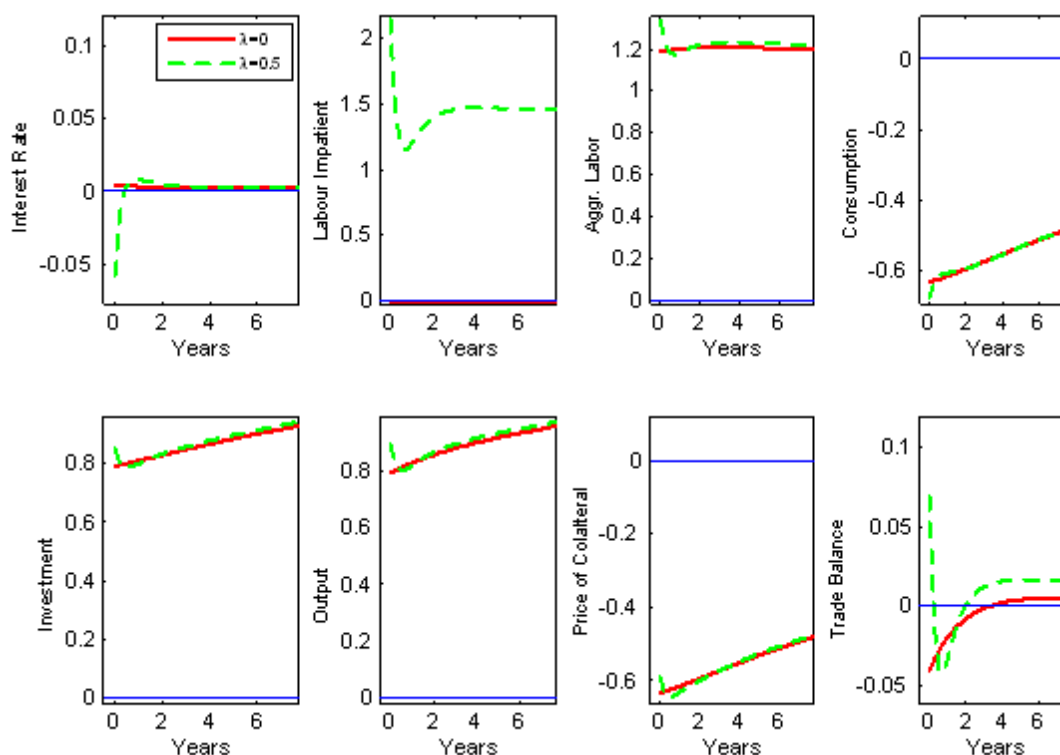 λ=0
λ=0.5
Interest Rate
0.1
0.05
0
-0.05
0 2 4 6
Years
Labour Impatient
2
1.5
1
0.5
0
0 2 4 6
Years
Aggr. Labor
1.2
1
0.8
0.6
0.4
0.2
0
0 2 4 6
Years
Consumption
0
-0.2
-0.4
-0.6
0 2 4 6
Years
Investment
0.8
0.6
0.4
0.2
0
0 2 4 6
Years
Output
0.8
0.6
0.4
0.2
0
0 2 4 6
Years
Price of Colalteral
0
-0.2
-0.4
-0.6
0 2 4 6
Years
Trade Balance
0.1
0.05
0
-0.05
0 2 4 6
Years